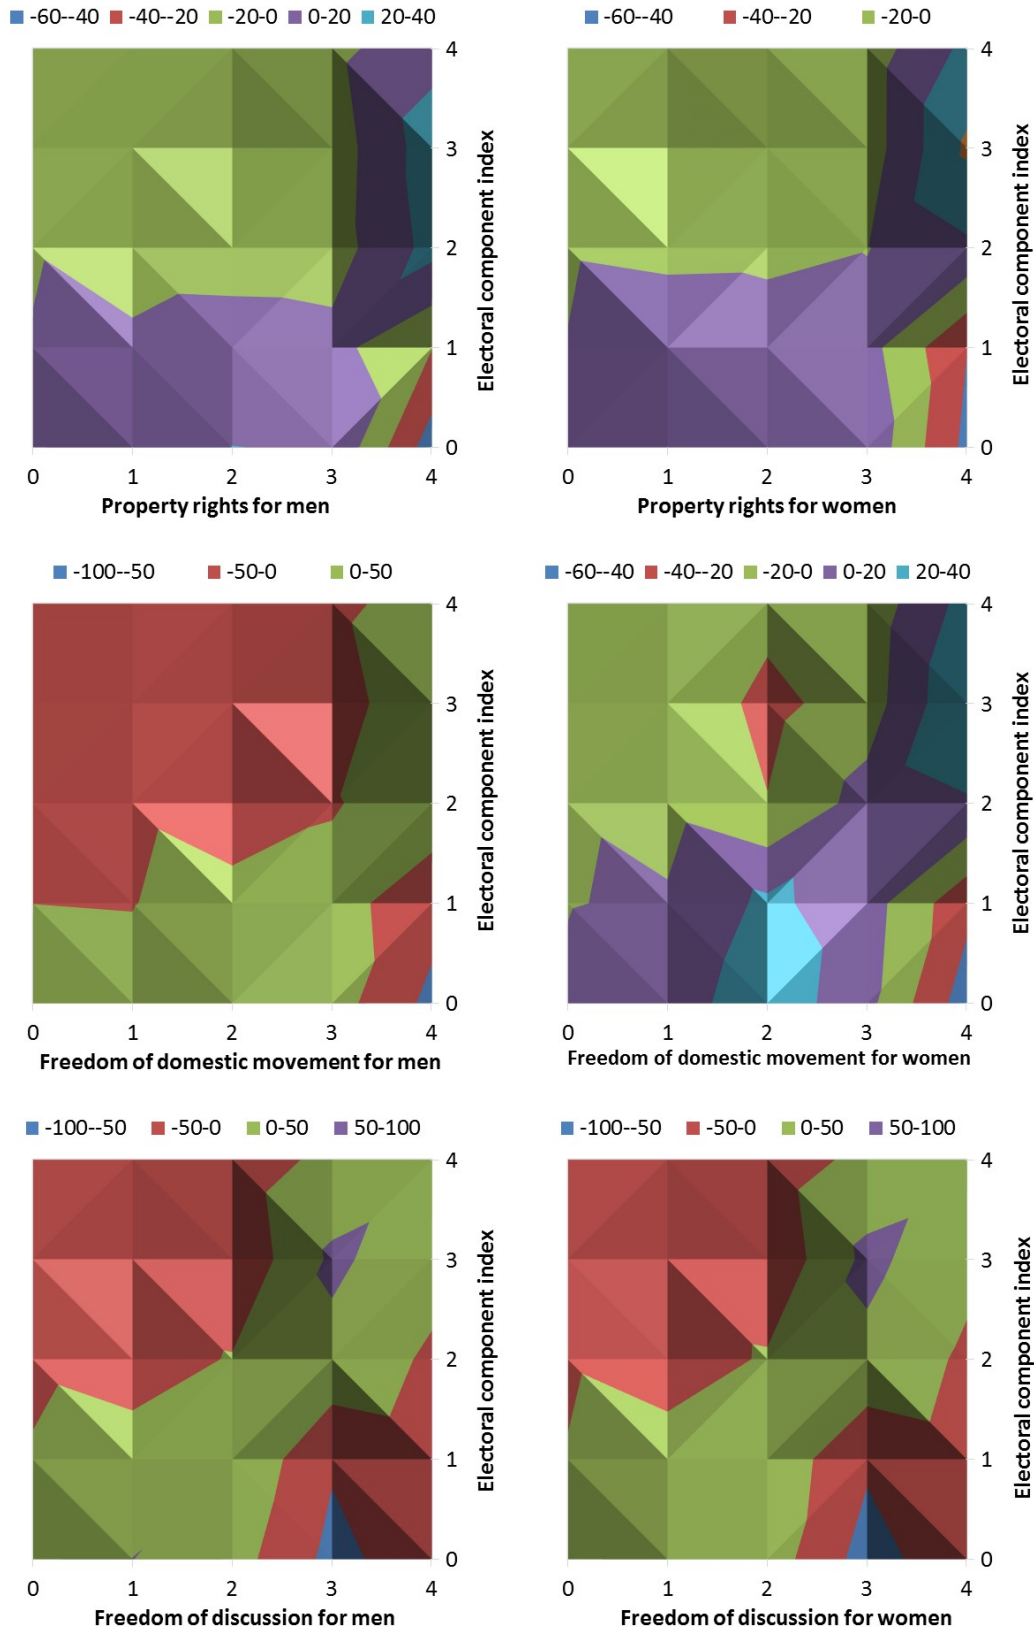 -60--40 -40--20 -20-0 0-20 20-40
4
3
2
1
0
Electoral component index
0 1 2 3 4
Property rights for men
-60--40 -40--20 -20-0
4
3
2
1
0
Electoral component index
0 1 2 3 4
Property rights for women
-100--50 -50-0 0-50
4
3
2
1
0
Electoral component index
0 1 2 3 4
Freedom of domestic movement for men
-60--40 -40--20 -20-0 0-20 20-40
4
3
2
1
0
Electoral component index
0 1 2 3 4
Freedom of domestic movement for women
-100--50 -50-0 0-50 50-100
4
3
2
1
0
Electoral component index
0 1 2 3 4
Freedom of discussion for men
-100--50 -50-0 0-50 50-100
4
3
2
1
0
Electoral component index
0 1 2 3 4
Freedom of discussion for women